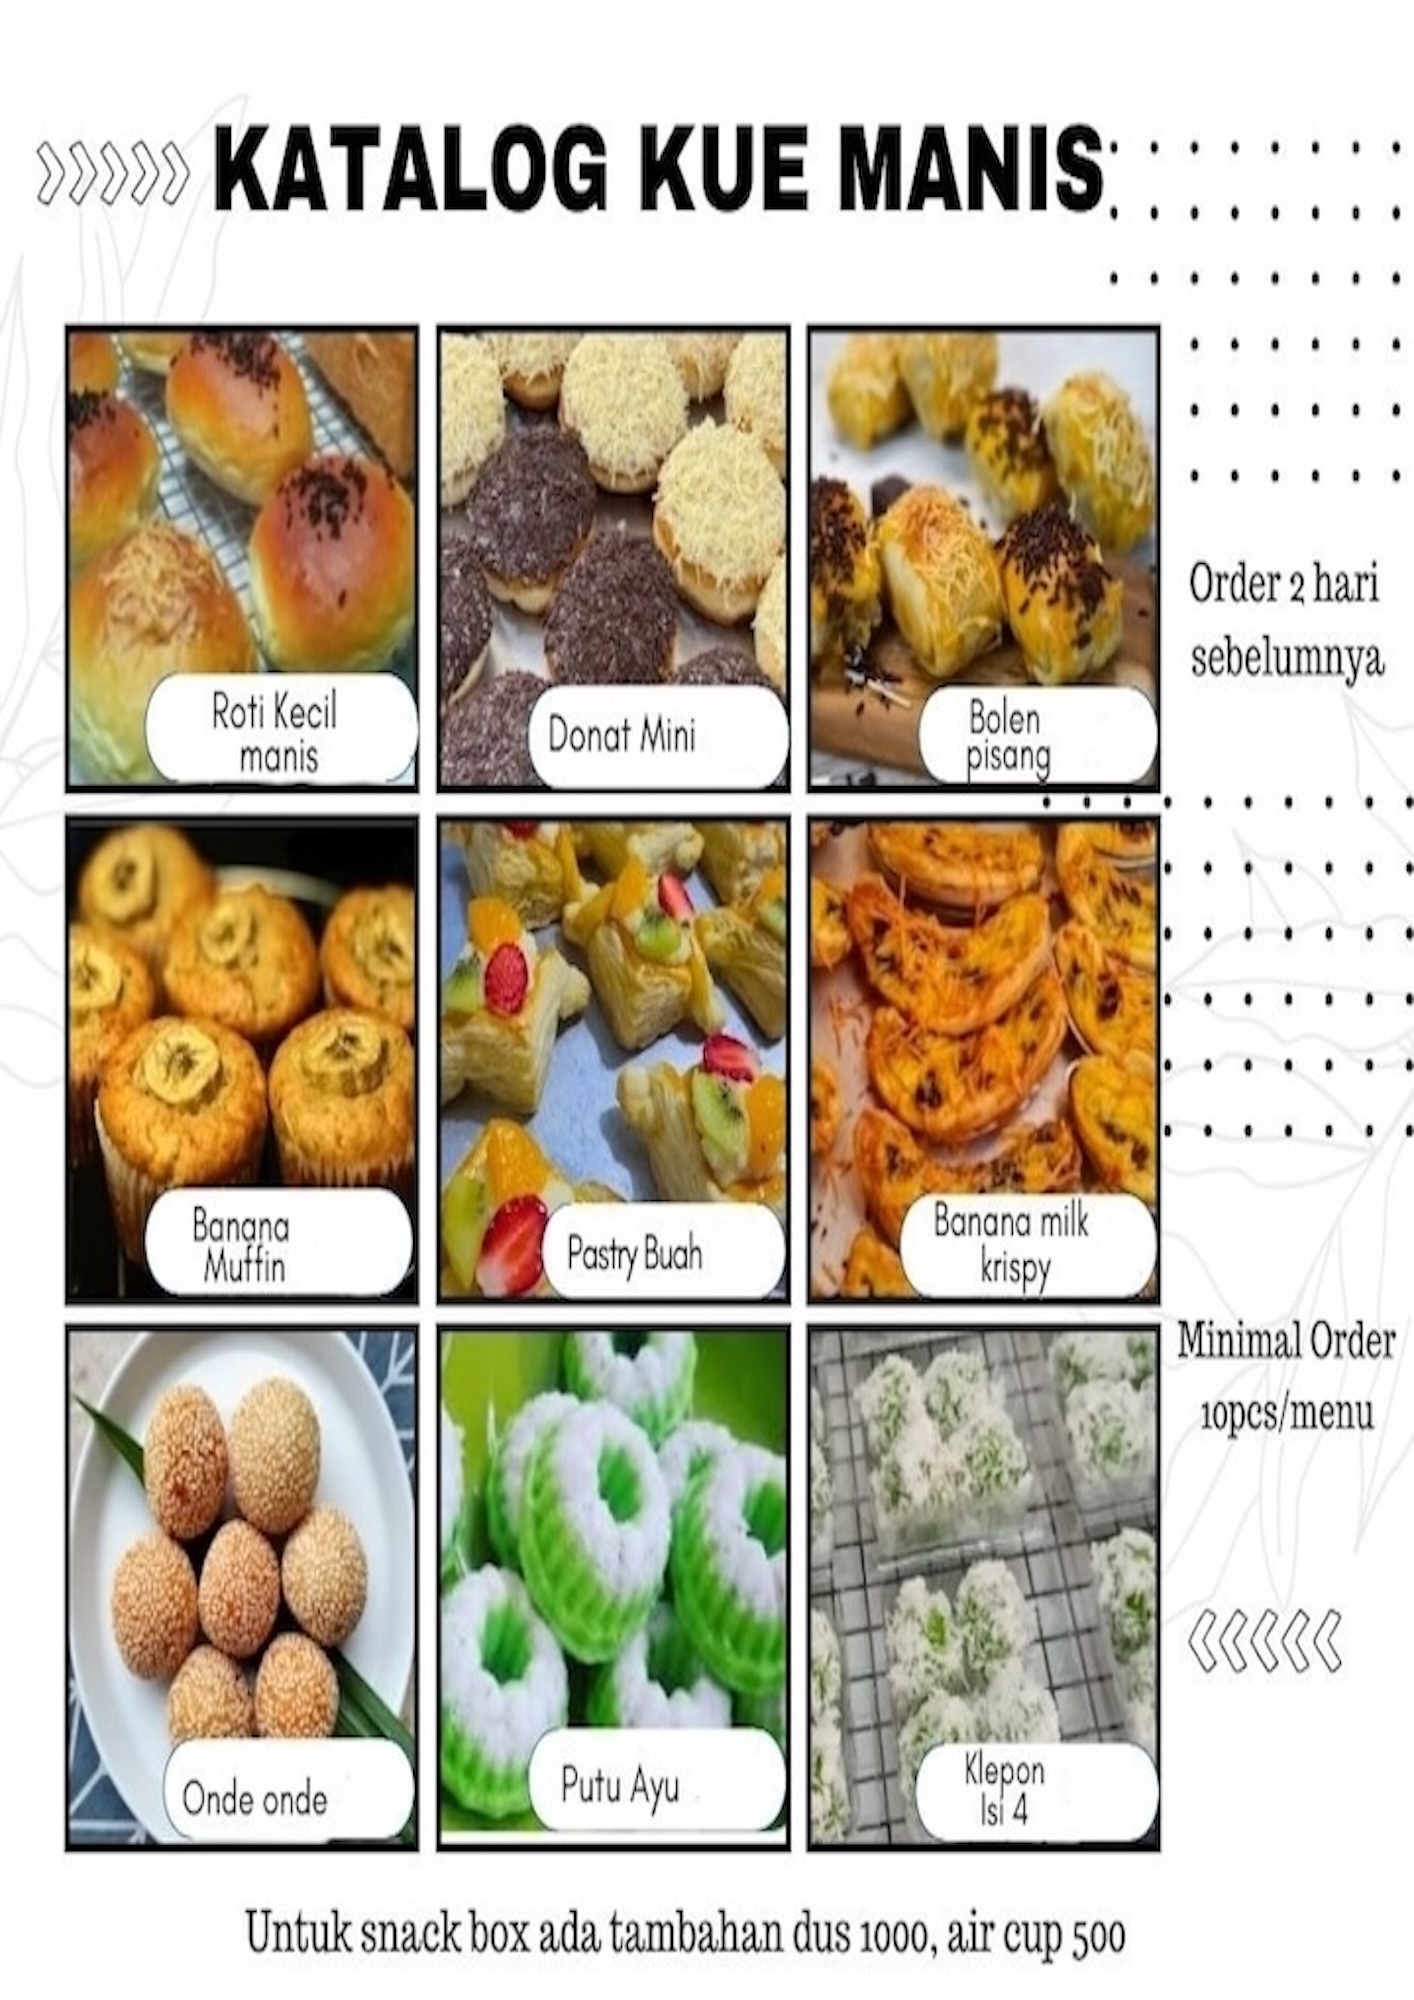 KATALOG KUE MANIS
Roti Kecil
manis
Donat Mini
Bolen
pisang
Order 2 hari
sebelumnya
Banana
Muffin
Pastry Buah
Banana milk
krispy
Minimal Order
10pcs/menu
Onde onde
Putu Ayu
Klepon
Isi 4
Untuk snack box ada tambahan dus 1000, air cup 500